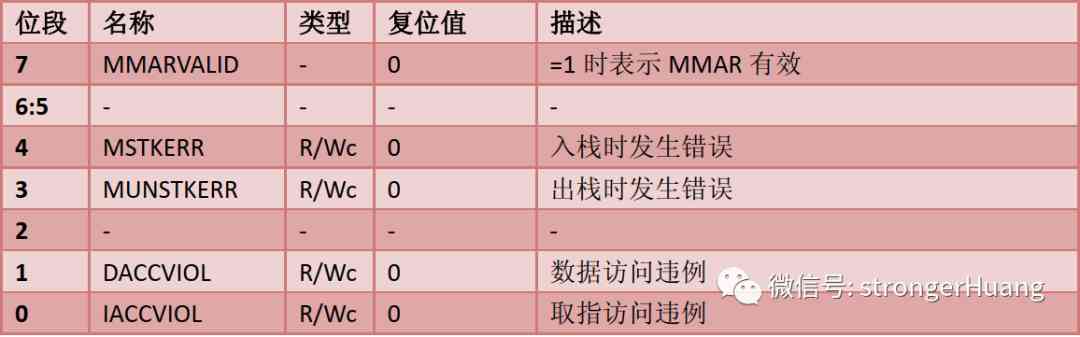 位段 名称 类型 复位值 描述
7 MMARVALID - 0 =1 时表示 MMAR 有效
6:5 - - - -
4 MSTKERR R/Wc 0 入栈时发生错误
3 MUNSTKERR R/Wc 0 出栈时发生错误
2 - - - -
1 DACCVIOL R/Wc 0 数据访问违例
微信号: strongerHuang
0 IACCVIOL R/Wc 0 取指访问违例